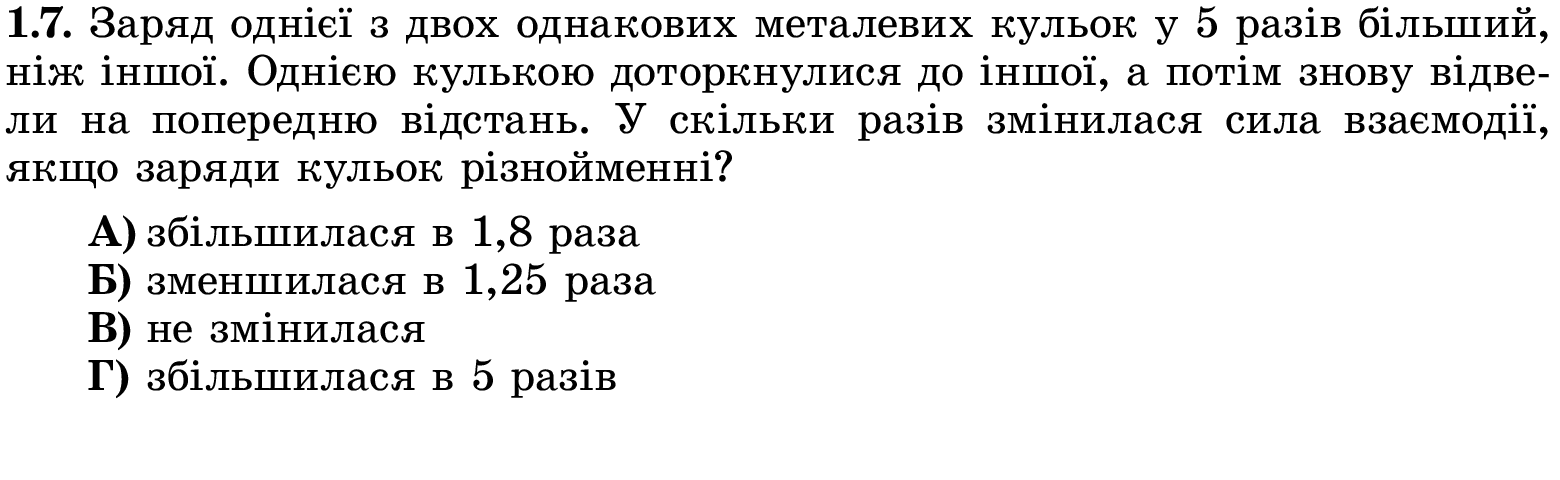 1.7. Заряд однієї з двох однакових металевих кульок у 5 разів більший,
ніж іншої. Однією кулькою доторкнулися до іншої, а потім знову відве-
ли на попередню відстань. У скільки разів змінилася сила взаємодії,
якщо заряди кульок різнойменні?
А) збільшилася в 1,8 раза
Б) зменшилася в 1,25 раза
В) не змінилася
Г) збільшилася в 5 разів